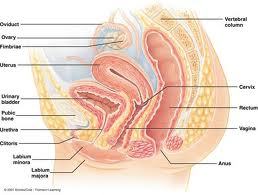 Oviduct
Ovary
Fimbriae
Uterus
Urinary
bladder
Pubic
bone
Urethra
Clitoris
Labium
minora
Labium
majora
Vertebral
column
Cervix
Rectum
Vagina
Anus